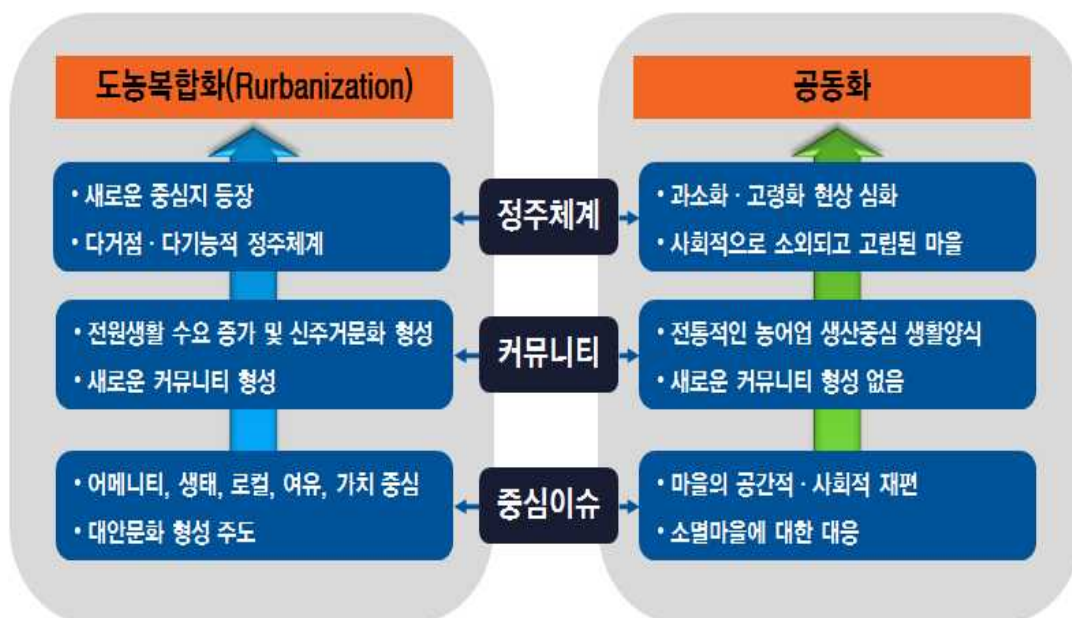 도농복합화(Rurbanization)
• 새로운 중심지 등장
• 다거점 · 다기능적 정주체계
• 전원생활 수요 증가 및 신주거문화 형성
• 새로운 커뮤니티 형성
• 어메니티, 생태, 로컬, 여유, 가치 중심
• 대안문화 형성 주도
정주체계
커뮤니티
중심이슈
공동화
• 과소화 · 고령화 현상 심화
• 사회적으로 소외되고 고립된 마을
• 전통적인 농어업 생산중심 생활양식
• 새로운 커뮤니티 형성 없음
• 마을의 공간적 · 사회적 재편
• 소멸마을에 대한 대응